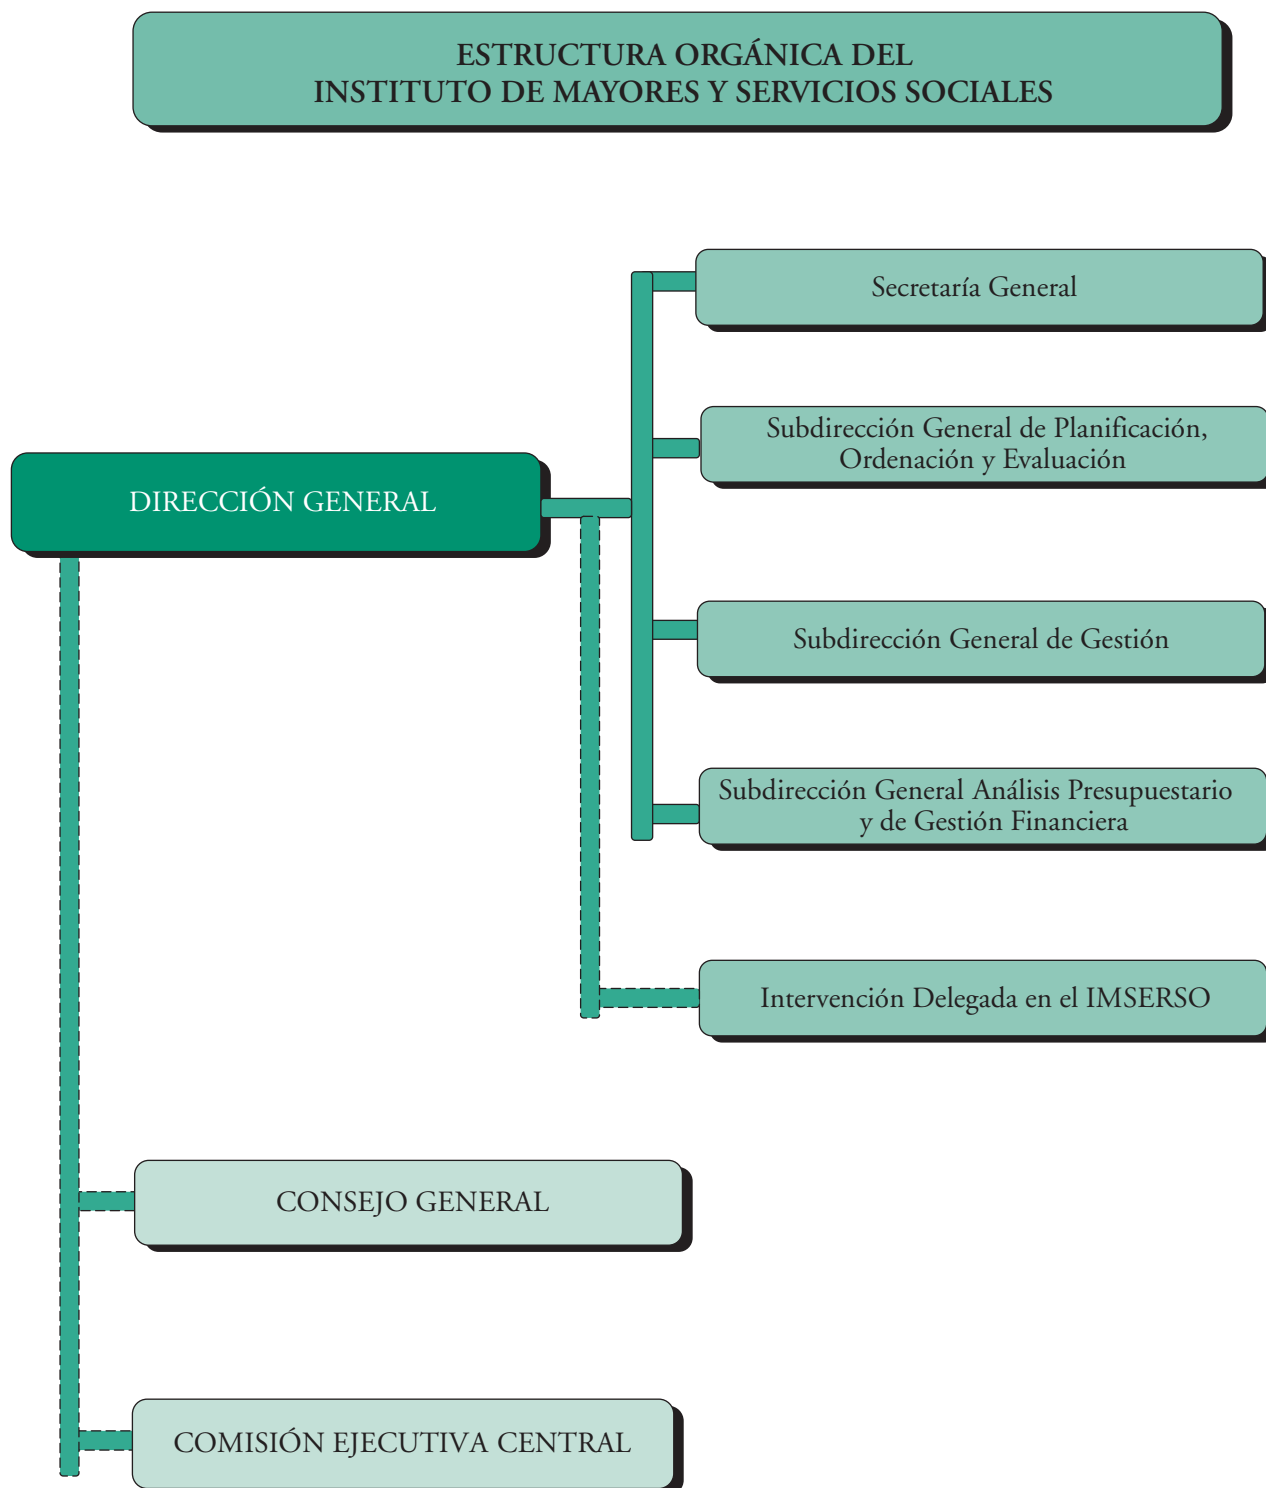 ESTRUCTURA ORGÁNICA DEL
INSTITUTO DE MAYORES Y SERVICIOS SOCIALES
Secretaría General
Subdirección General de Planificación,
Ordenación y Evaluación
DIRECCIÓN GENERAL
Subdirección General de Gestión
Subdirección General Análisis Presupuestario
y de Gestión Financiera
Intervención Delegada en el IMSERSO
CONSEJO GENERAL
COMISIÓN EJECUTIVA CENTRAL